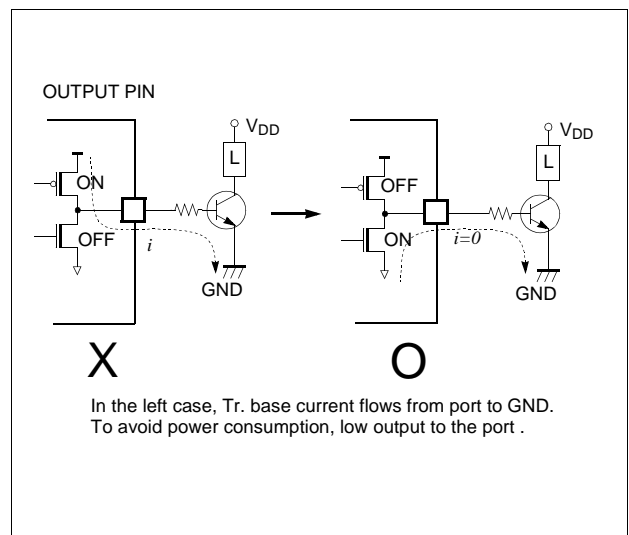 OUTPUT PIN
VDD
L
ON
OFF
i
GND
X
VDD
L
OFF
ON
i=0
GND
O
In the left case, Tr. base current flows from port to GND.
To avoid power consumption, low output to the port .